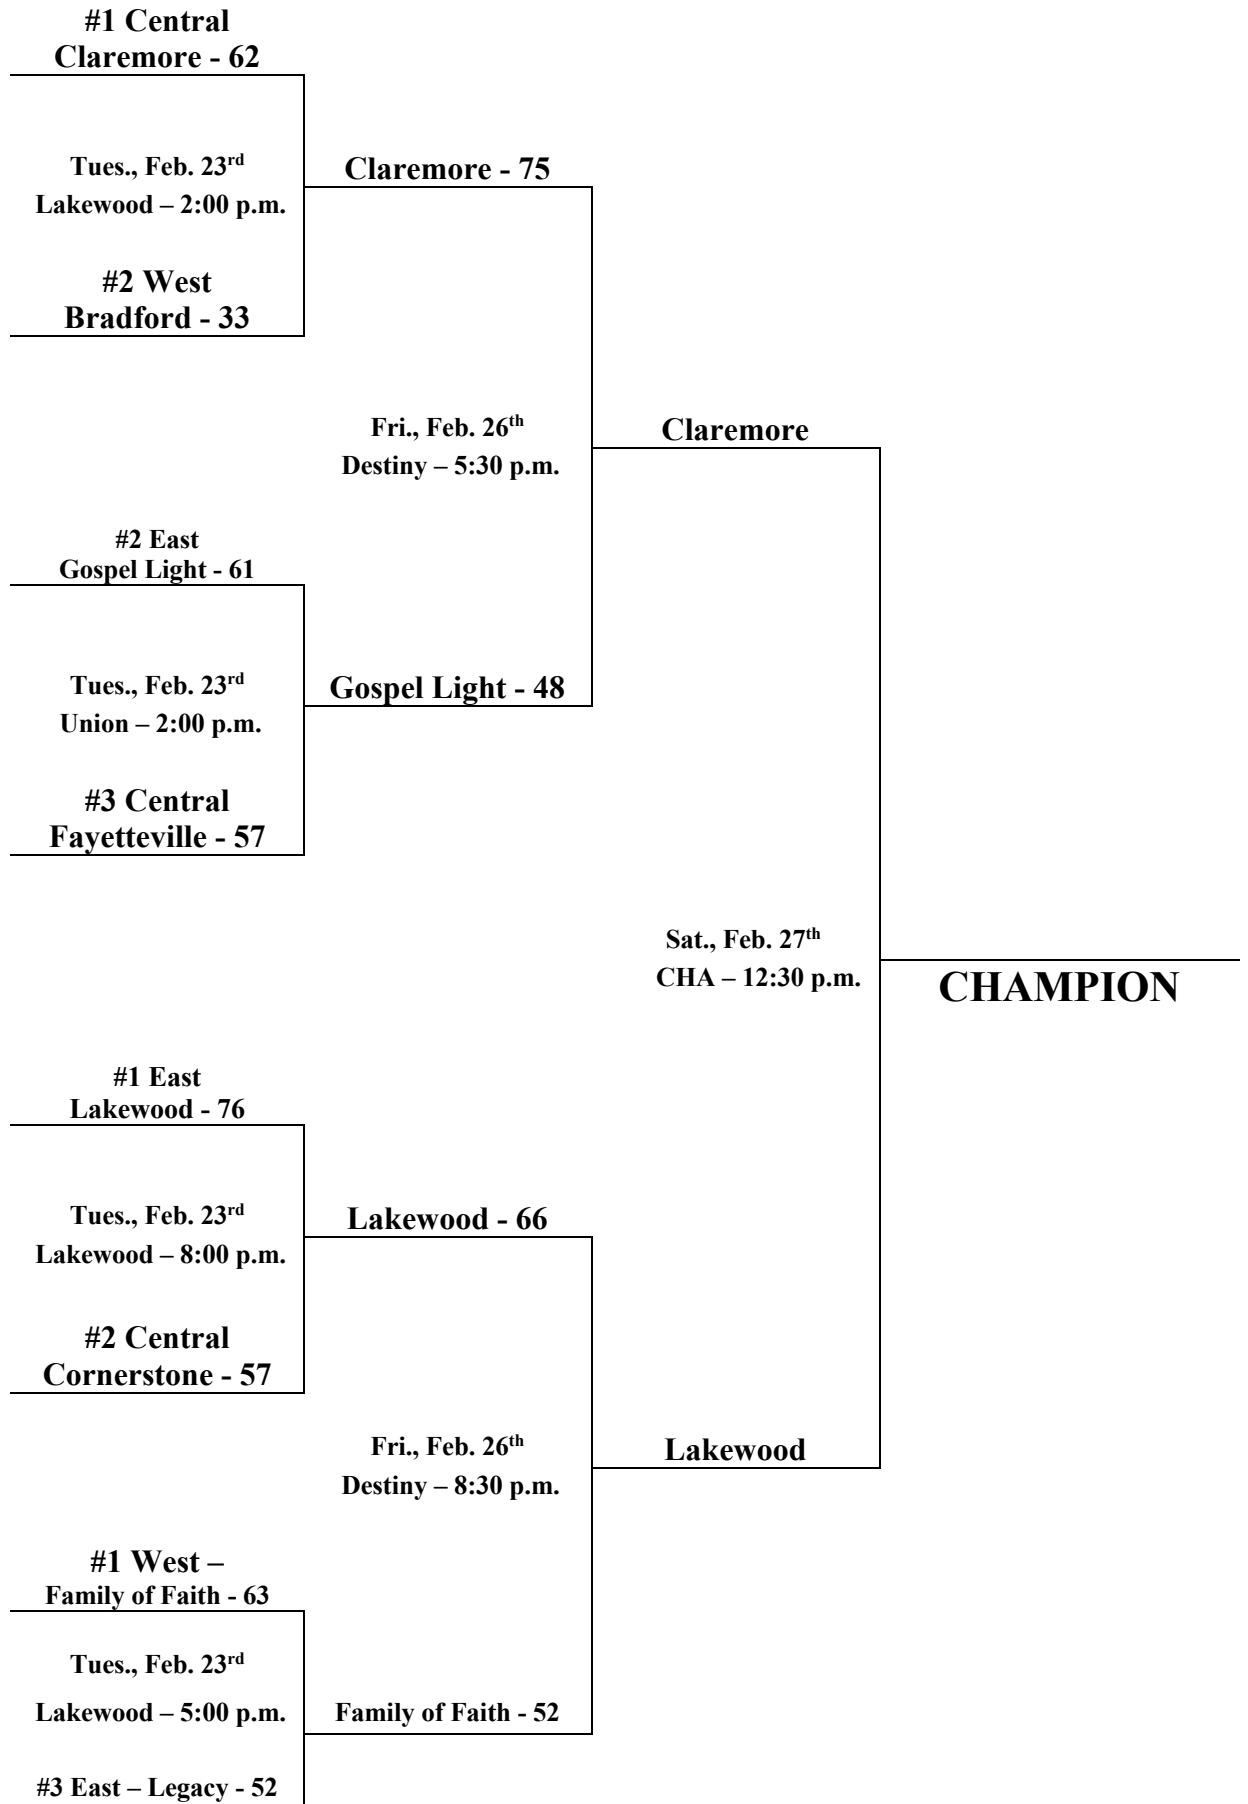 #1 Central
Claremore - 62
Tues., Feb. 23rd
Lakewood – 2:00 p.m.
#2 West
Bradford - 33
Claremore - 75
Fri., Feb. 26th
Destiny – 5:30 p.m.
#2 East
Gospel Light - 61
Tues., Feb. 23rd
Union – 2:00 p.m.
#3 Central
Fayetteville - 57
Gospel Light - 48
Claremore
Sat., Feb. 27th
CHA – 12:30 p.m.
CHAMPION
#1 East
Lakewood - 76
Tues., Feb. 23rd
Lakewood – 8:00 p.m.
#2 Central
Cornerstone - 57
Lakewood - 66
Fri., Feb. 26th
Destiny – 8:30 p.m.
Lakewood
#1 West –
Family of Faith - 63
Tues., Feb. 23rd
Lakewood – 5:00 p.m.
#3 East – Legacy - 52
Family of Faith - 52